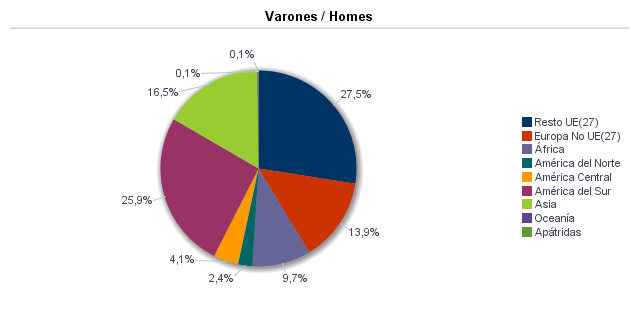 Varones / Homes
0,1%
0,1%
16,5%
27,5%
25,9%
13,9%
4,1%
2,4%
9,7%
Resto UE(27)
Europa No UE(27)
África
América del Norte
América Central
América del Sur
Asia
Oceanía
Apátridas